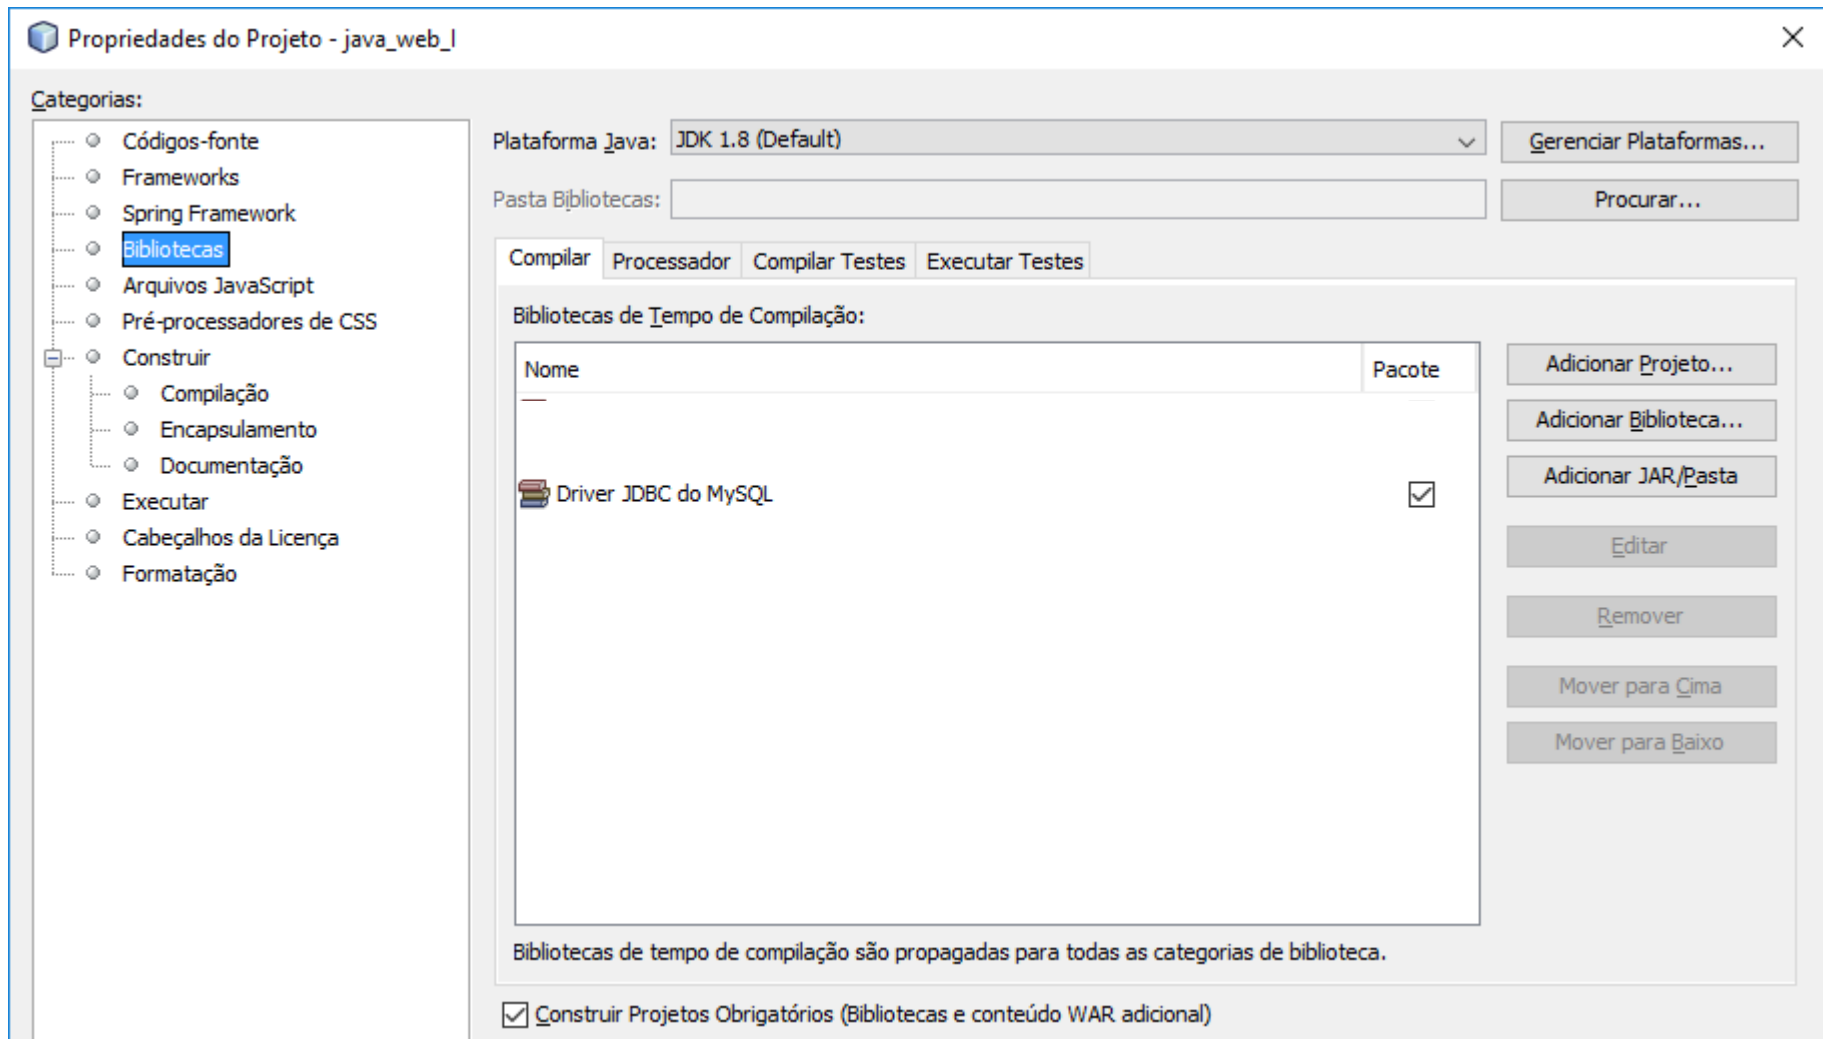 Propriedades do Projeto - java_web_I
Categorias:
Códigos-fonte
Frameworks
Spring Framework
Bibliotecas
Arquivos JavaScript
Pré-processadores de CSS
Construir
Compilação
Encapsulamento
Documentação
Executar
Cabeçalhos da Licença
Formatação
Plataforma Java: JDK 1.8 (Default) Gerenciar Plataformas...
Pasta Bibliotecas: Procurar...
Compilar Processador Compilar Testes Executar Testes
Bibliotecas de Tempo de Compilação:
Nome Pacote
Driver JDBC do MySQL
Adicionar Projeto...
Adicionar Biblioteca...
Adicionar JAR/Pasta
Editar
Remover
Mover para Cima
Mover para Baixo
Bibliotecas de tempo de compilação são propagadas para todas as categorias de biblioteca.
Construir Projetos Obrigatórios (Bibliotecas e conteúdo WAR adicional)